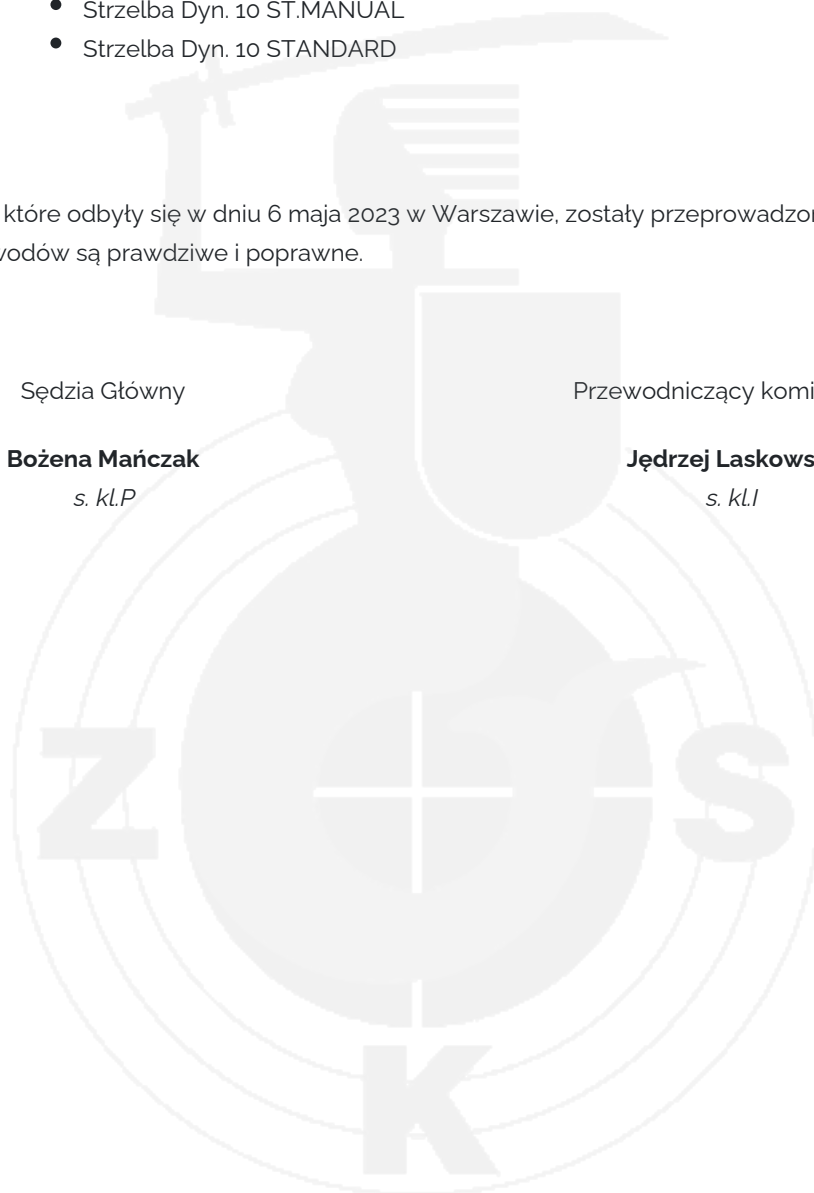 Strzelba Dyn. 10 ST.MANUAL
Strzelba Dyn. 10 STANDARD
które odbyły się w dniu 6 maja 2023 w Warszawie, zostały przeprowadzon
wodów są prawdziwe i poprawne.
Sędzia Główny Przewodniczący komi
Bożena Mańczak Jędrzej Laskows
s. kl.P s. kl.I
Z S
K